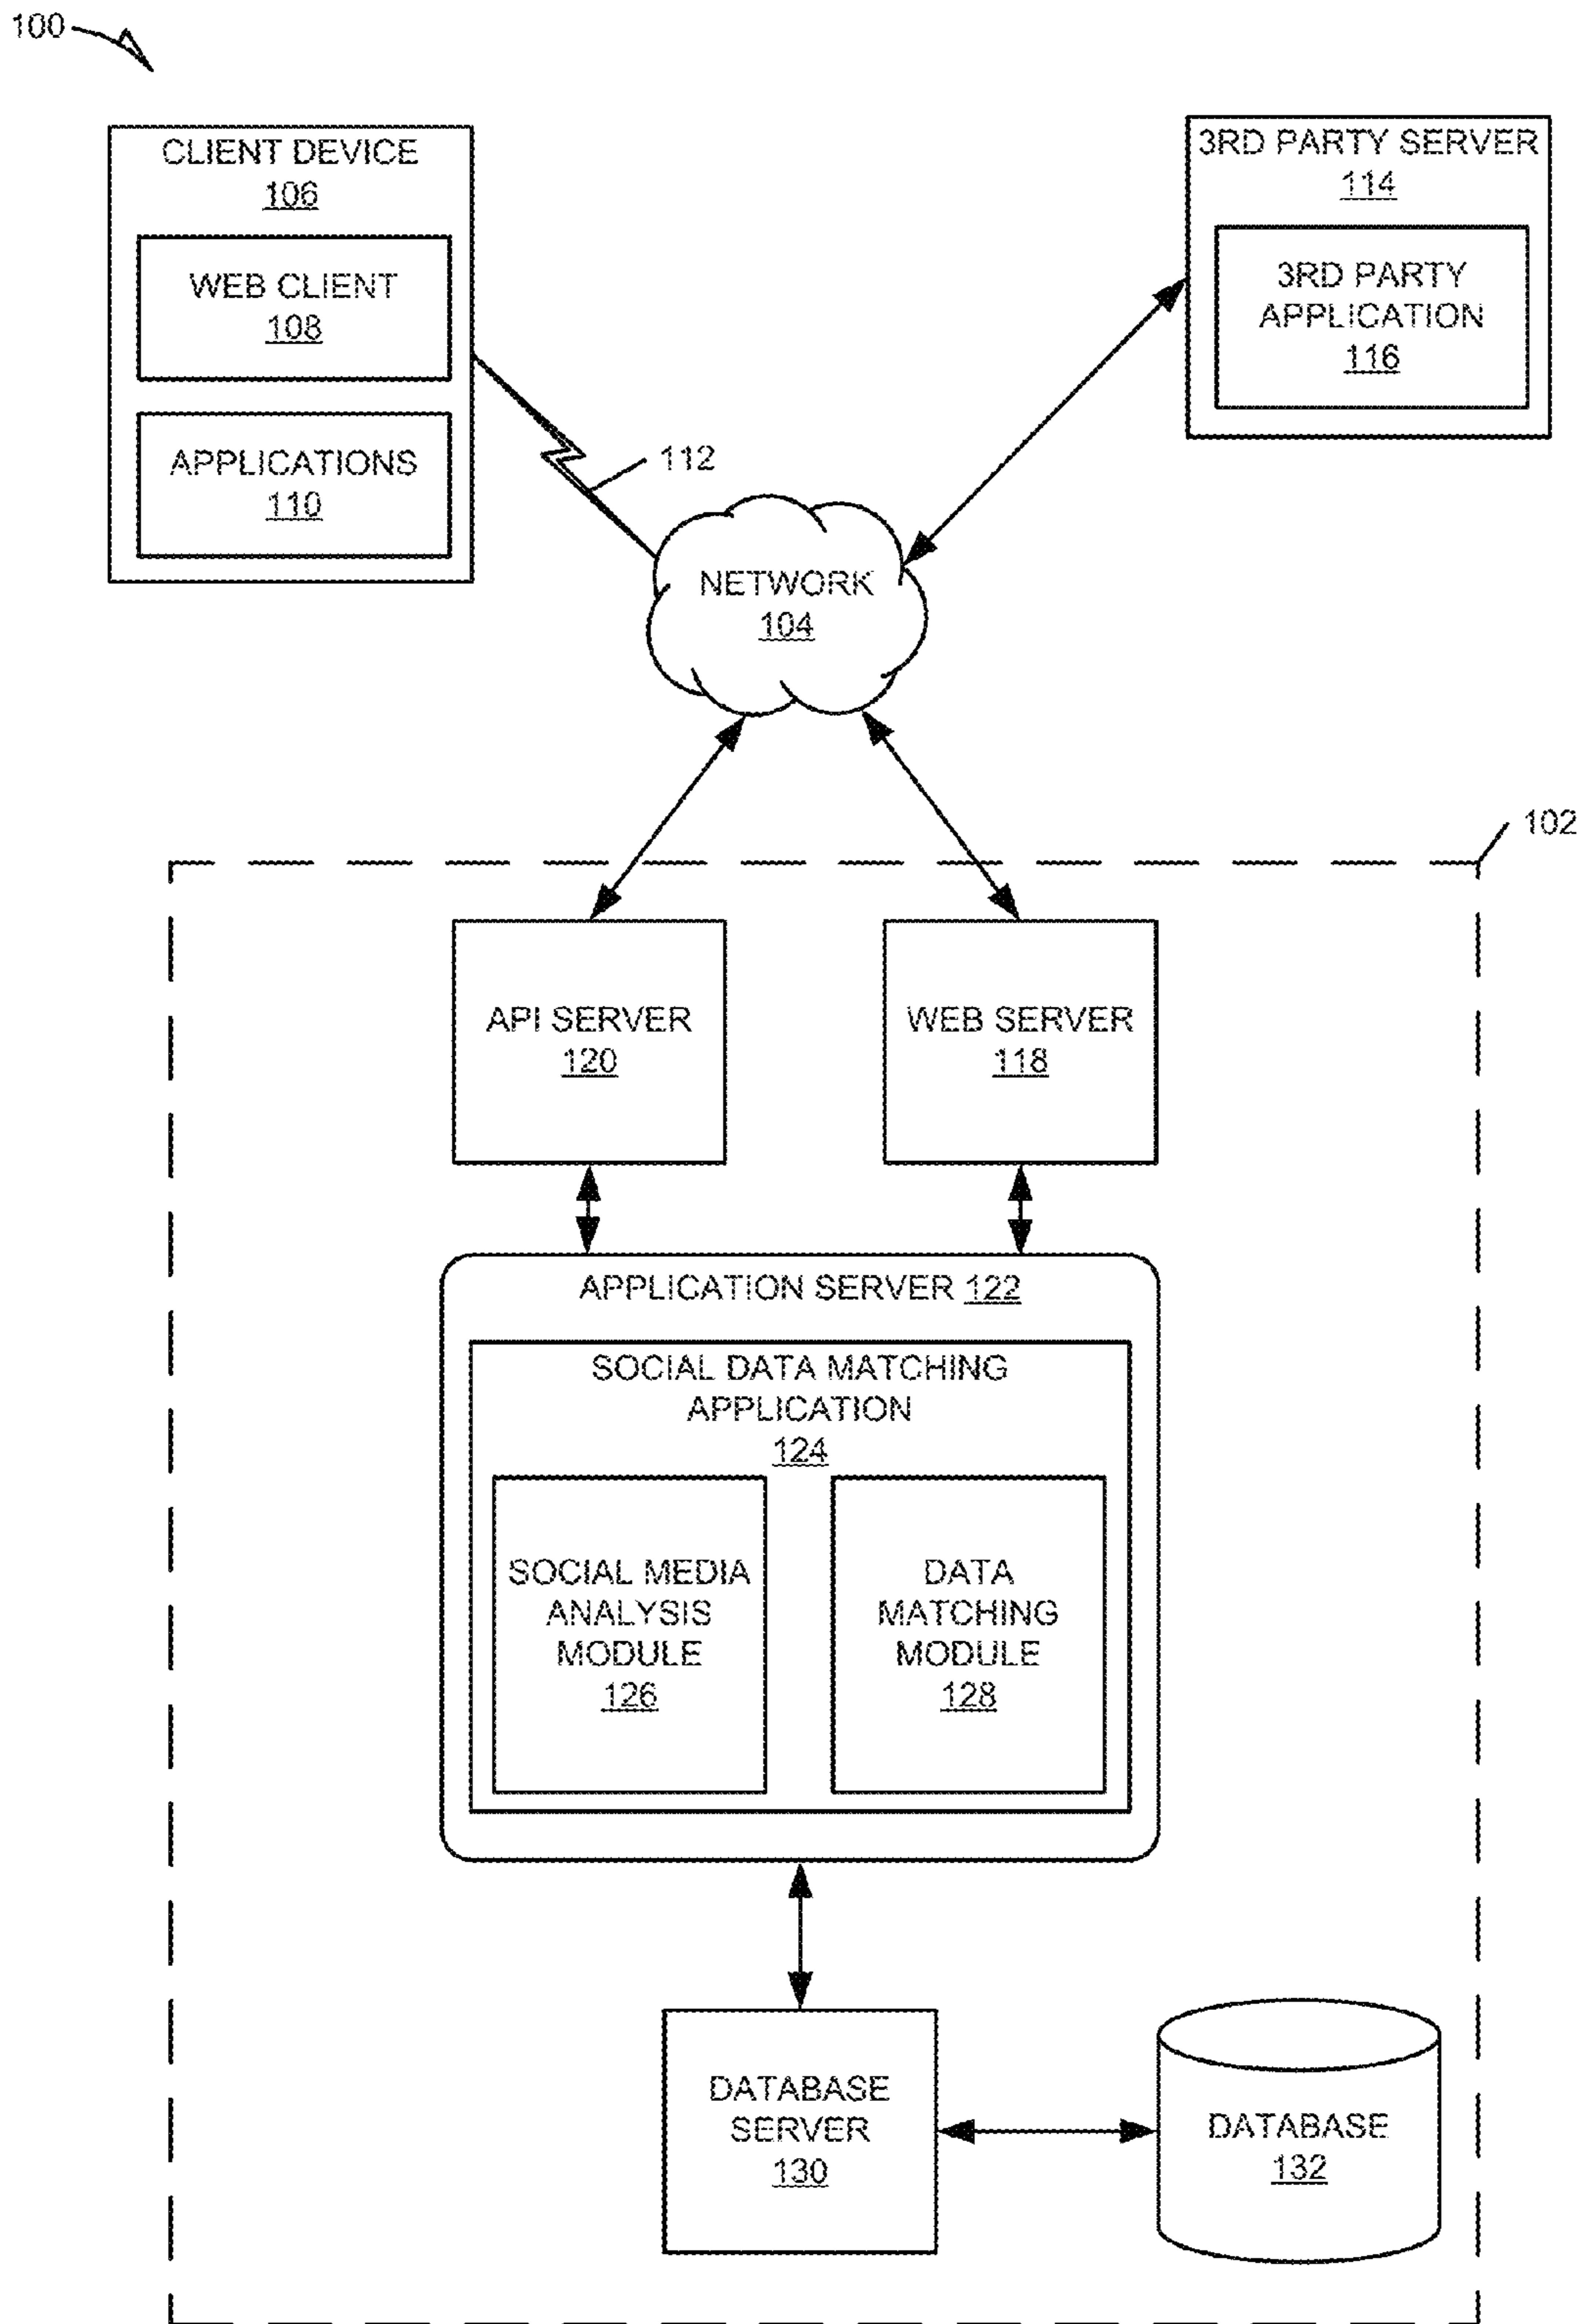 100
CLIENT DEVICE
106
WEB CLIENT
108
APPLICATIONS
110
3RD PARTY SERVER
114
3RD PARTY
APPLICATION
116
112
NETWORK
104
102
API SERVER
120
WEB SERVER
118
APPLICATION SERVER 122
SOCIAL DATA MATCHING
APPLICATION
124
SOCIAL MEDIA
ANALYSIS
MODULE
126
DATA
MATCHING
MODULE
128
DATABASE
SERVER
130
DATABASE
132